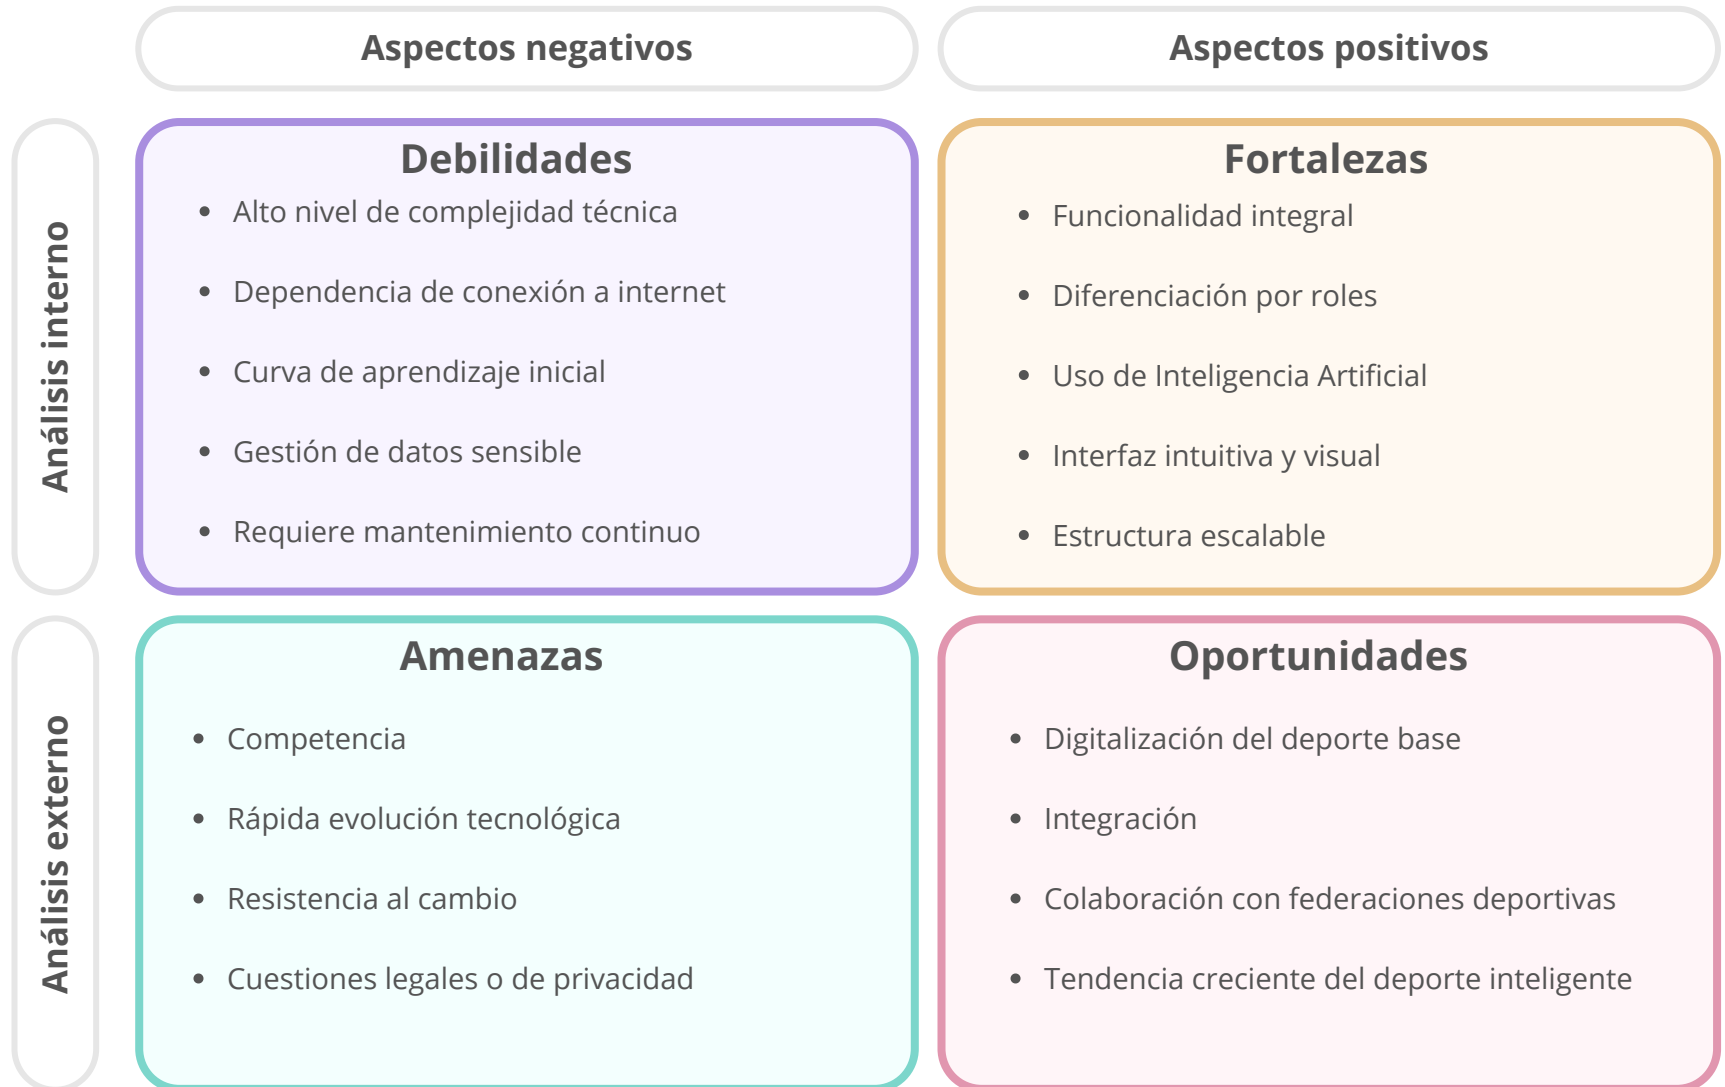 Aspectos negativos
Aspectos positivos
Análisis interno
Debilidades
Alto nivel de complejidad técnica
Dependencia de conexión a internet
Curva de aprendizaje inicial
Gestión de datos sensible
Requiere mantenimiento continuo
Fortalezas
Funcionalidad integral
Diferenciación por roles
Uso de Inteligencia Artificial
Interfaz intuitiva y visual
Estructura escalable
Análisis externo
Amenazas
Competencia
Rápida evolución tecnológica
Resistencia al cambio
Cuestiones legales o de privacidad
Oportunidades
Digitalización del deporte base
Integración
Colaboración con federaciones deportivas
Tendencia creciente del deporte inteligente